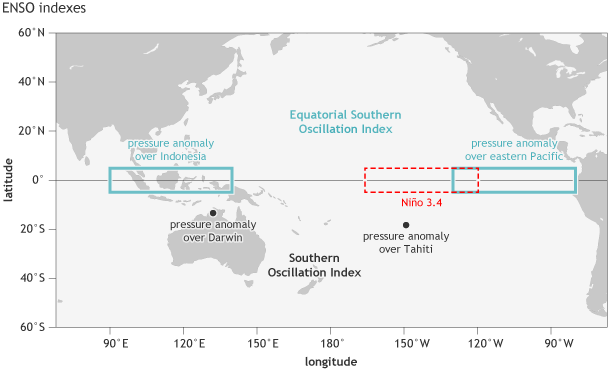 ENSO indexes
60°N
40°N
20°N
0°
20°S
40°S
60°S
latitude
Equatorial Southern
Oscillation Index
pressure anomaly
over Indonesia
pressure anomaly
over eastern Pacific
Niño 3.4
pressure anomaly
over Darwin
pressure anomaly
over Tahiti
Southern
Oscillation Index
90°E
120°E
150°E
180°
150°W
120°W
90°W
longitude